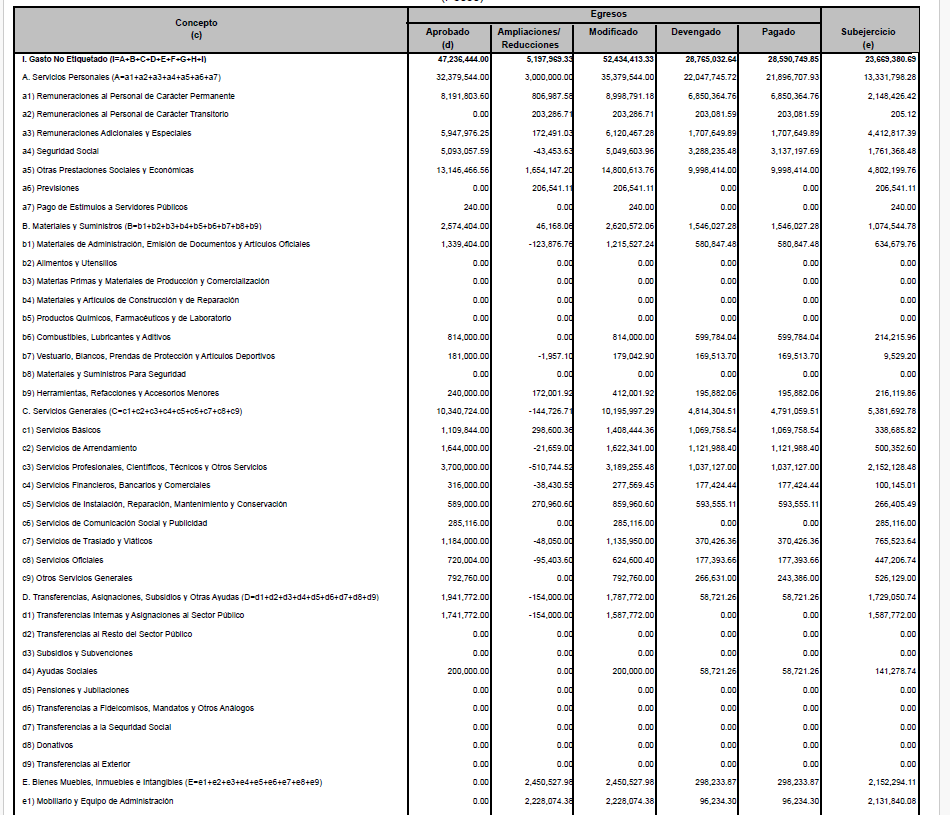 Egresos
Concepto
(c)
Aprobado
(d)
Ampliaciones/
Reducciones
Modificado
Devengado
Pagado
Subejercicio
(e)
I. Gasto No Etiquetado (I=A+B+C+D+E+F+G+H+I) 47,236,444.00 5,197,969.33 52,434,413.33 28,765,032.64 28,590,749.85 23,669,380.69
A. Servicios Personales (A=a1+a2+a3+a4+a5+a6+a7) 32,379,544.00 3,000,000.00 35,379,544.00 22,047,745.72 21,896,707.93 13,331,798.28
a1) Remuneraciones al Personal de Carácter Permanente 8,191,803.60 806,987.58 8,998,791.18 6,850,364.76 6,850,364.76 2,148,426.42
a2) Remuneraciones al Personal de Carácter Transitorio 0.00 203,286.71 203,286.71 203,081.59 203,081.59 205.12
a3) Remuneraciones Adicionales y Especiales 5,947,976.25 172,491.03 6,120,467.28 1,707,649.89 1,707,649.89 4,412,817.39
a4) Seguridad Social 5,093,057.59 -43,453.63 5,049,603.96 3,288,235.48 3,137,197.69 1,761,368.48
a5) Otras Prestaciones Sociales y Económicas 13,146,466.56 1,654,147.20 14,800,613.76 9,998,414.00 9,998,414.00 4,802,199.76
a6) Previsiones 0.00 206,541.11 206,541.11 0.00 0.00 206,541.11
a7) Pago de Estímulos a Servidores Públicos 240.00 0.00 240.00 0.00 0.00 240.00
B. Materiales y Suministros (B=b1+b2+b3+b4+b5+b6+b7+b8+b9) 2,574,404.00 46,168.06 2,620,572.06 1,546,027.28 1,546,027.28 1,074,544.78
b1) Materiales de Administración, Emisión de Documentos y Artículos Oficiales 1,339,404.00 -123,876.76 1,215,527.24 580,847.48 580,847.48 634,679.76
b2) Alimentos y Utensilios 0.00 0.00 0.00 0.00 0.00 0.00
b3) Materias Primas y Materiales de Producción y Comercialización 0.00 0.00 0.00 0.00 0.00 0.00
b4) Materiales y Artículos de Construcción y de Reparación 0.00 0.00 0.00 0.00 0.00 0.00
b5) Productos Químicos, Farmacéuticos y de Laboratorio 0.00 0.00 0.00 0.00 0.00 0.00
b6) Combustibles, Lubricantes y Aditivos 814,000.00 0.00 814,000.00 599,784.04 599,784.04 214,215.96
b7) Vestuario, Blancos, Prendas de Protección y Artículos Deportivos 181,000.00 -1,957.10 179,042.90 169,513.70 169,513.70 9,529.20
b8) Materiales y Suministros Para Seguridad 0.00 0.00 0.00 0.00 0.00 0.00
b9) Herramientas, Refacciones y Accesorios Menores 240,000.00 172,001.92 412,001.92 195,882.06 195,882.06 216,119.86
C. Servicios Generales (C=c1+c2+c3+c4+c5+c6+c7+c8+c9) 10,340,724.00 -144,726.71 10,195,997.29 4,814,304.51 4,791,059.51 5,381,692.78
c1) Servicios Básicos 1,109,844.00 298,600.36 1,408,444.36 1,069,758.54 1,069,758.54 338,685.82
c2) Servicios de Arrendamiento 1,644,000.00 -21,659.00 1,622,341.00 1,121,988.40 1,121,988.40 500,352.60
c3) Servicios Profesionales, Científicos, Técnicos y Otros Servicios 3,700,000.00 -510,744.52 3,189,255.48 1,037,127.00 1,037,127.00 2,152,128.48
c4) Servicios Financieros, Bancarios y Comerciales 316,000.00 -38,430.55 277,569.45 177,424.44 177,424.44 100,145.01
c5) Servicios de Instalación, Reparación, Mantenimiento y Conservación 589,000.00 270,960.60 859,960.60 593,555.11 593,555.11 266,405.49
c6) Servicios de Comunicación Social y Publicidad 285,116.00 0.00 285,116.00 0.00 0.00 285,116.00
c7) Servicios de Traslado y Viáticos 1,184,000.00 -48,050.00 1,135,950.00 370,426.36 370,426.36 765,523.64
c8) Servicios Oficiales 720,004.00 -95,403.60 624,600.40 177,393.66 177,393.66 447,206.74
c9) Otros Servicios Generales 792,760.00 0.00 792,760.00 266,631.00 243,386.00 526,129.00
D. Transferencias, Asignaciones, Subsidios y Otras Ayudas (D=d1+d2+d3+d4+d5+d6+d7+d8+d9) 1,941,772.00 -154,000.00 1,787,772.00 58,721.26 58,721.26 1,729,050.74
d1) Transferencias Internas y Asignaciones al Sector Público 1,741,772.00 -154,000.00 1,587,772.00 0.00 0.00 1,587,772.00
d2) Transferencias al Resto del Sector Público 0.00 0.00 0.00 0.00 0.00 0.00
d3) Subsidios y Subvenciones 0.00 0.00 0.00 0.00 0.00 0.00
d4) Ayudas Sociales 200,000.00 0.00 200,000.00 58,721.26 58,721.26 141,278.74
d5) Pensiones y Jubilaciones 0.00 0.00 0.00 0.00 0.00 0.00
d6) Transferencias a Fideicomisos, Mandatos y Otros Análogos 0.00 0.00 0.00 0.00 0.00 0.00
d7) Transferencias a la Seguridad Social 0.00 0.00 0.00 0.00 0.00 0.00
d8) Donativos 0.00 0.00 0.00 0.00 0.00 0.00
d9) Transferencias al Exterior 0.00 0.00 0.00 0.00 0.00 0.00
E. Bienes Muebles, Inmuebles e Intangibles (E=e1+e2+e3+e4+e5+e6+e7+e8+e9) 0.00 2,450,527.98 2,450,527.98 298,233.87 298,233.87 2,152,294.11
e1) Mobiliario y Equipo de Administración 0.00 2,228,074.38 2,228,074.38 96,234.30 96,234.30 2,131,840.08